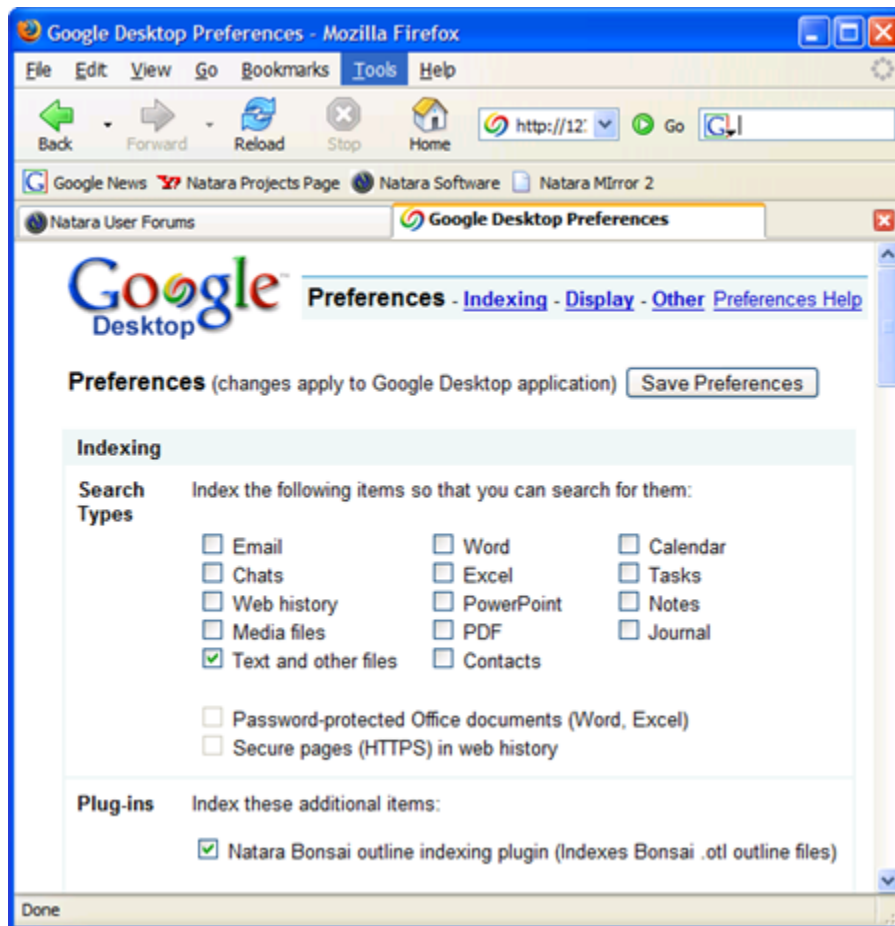 Google Desktop Preferences - Mozilla Firefox
File Edit View Go Bookmarks Tools Help
Back Forward Reload Stop Home http://127 Go
Google News Natara Projects Page Natara Software Natara MIrror 2
Natara User Forums Google Desktop Preferences
Google™ Desktop
Preferences - Indexing - Display - Other Preferences Help
Preferences (changes apply to Google Desktop application) Save Preferences
Indexing
Search Types Index the following items so that you can search for them:
Email Word Calendar
Chats Excel Tasks
Web history PowerPoint Notes
Media files PDF Journal
Text and other files Contacts
Password-protected Office documents (Word, Excel)
Secure pages (HTTPS) in web history
Plug-ins Index these additional items:
Natara Bonsai outline indexing plugin (Indexes Bonsai .otl outline files)
Done